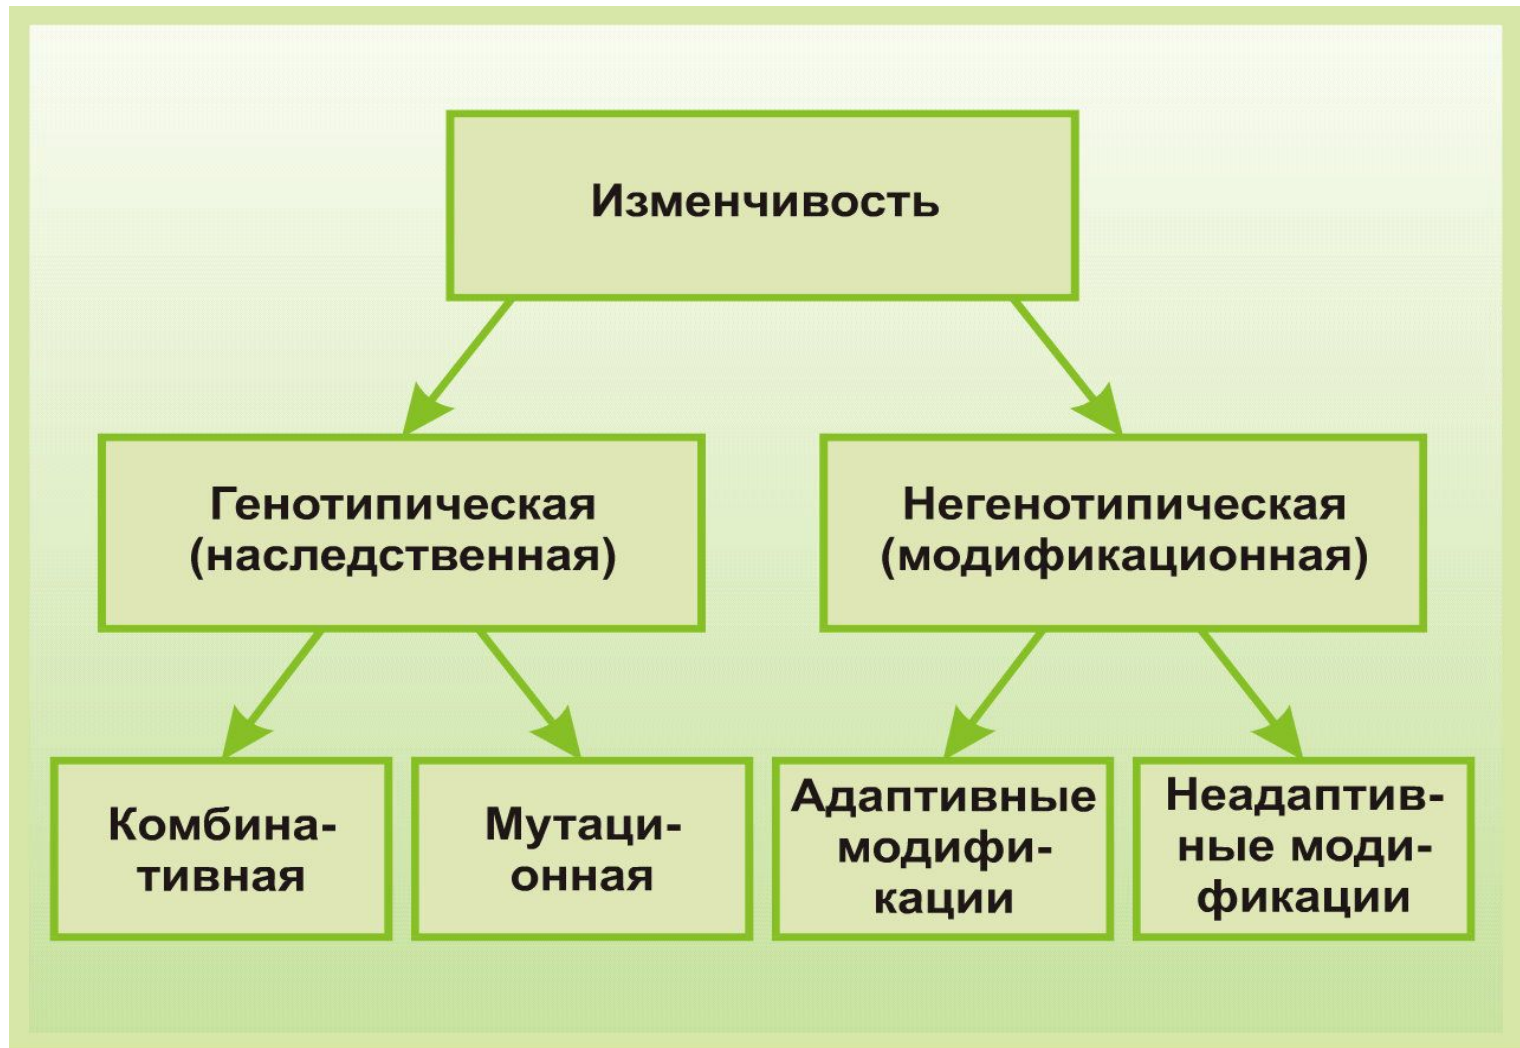 Изменчивость
Генотипическая
(наследственная)
Негенотипическая
(модификационная)
Комбина-
тивная
Мутаци-
онная
Адаптивные
модифи-
кации
Неадаптив-
ные моди-
фикации